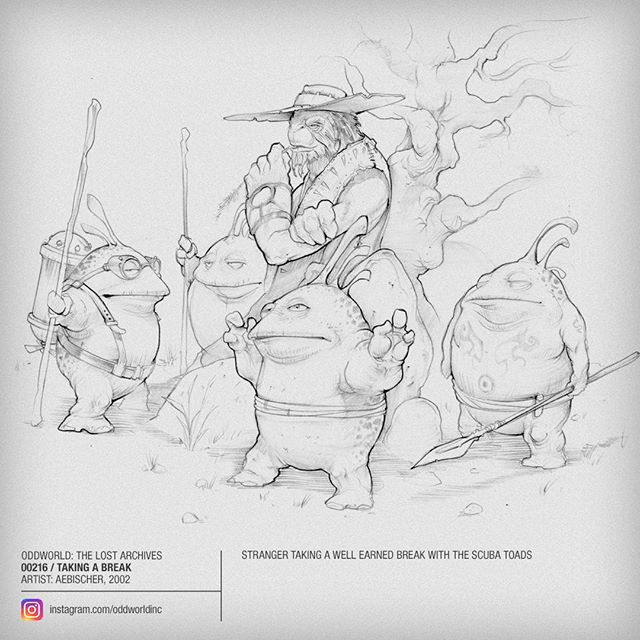 ODDWORLD: THE LOST ARCHIVES
00216 / TAKING A BREAK
ARTIST: AEBISCHER, 2002
instagram.com/oddworldinc
STRANGER TAKING A WELL EARNED BREAK WITH THE SCUBA TOADS